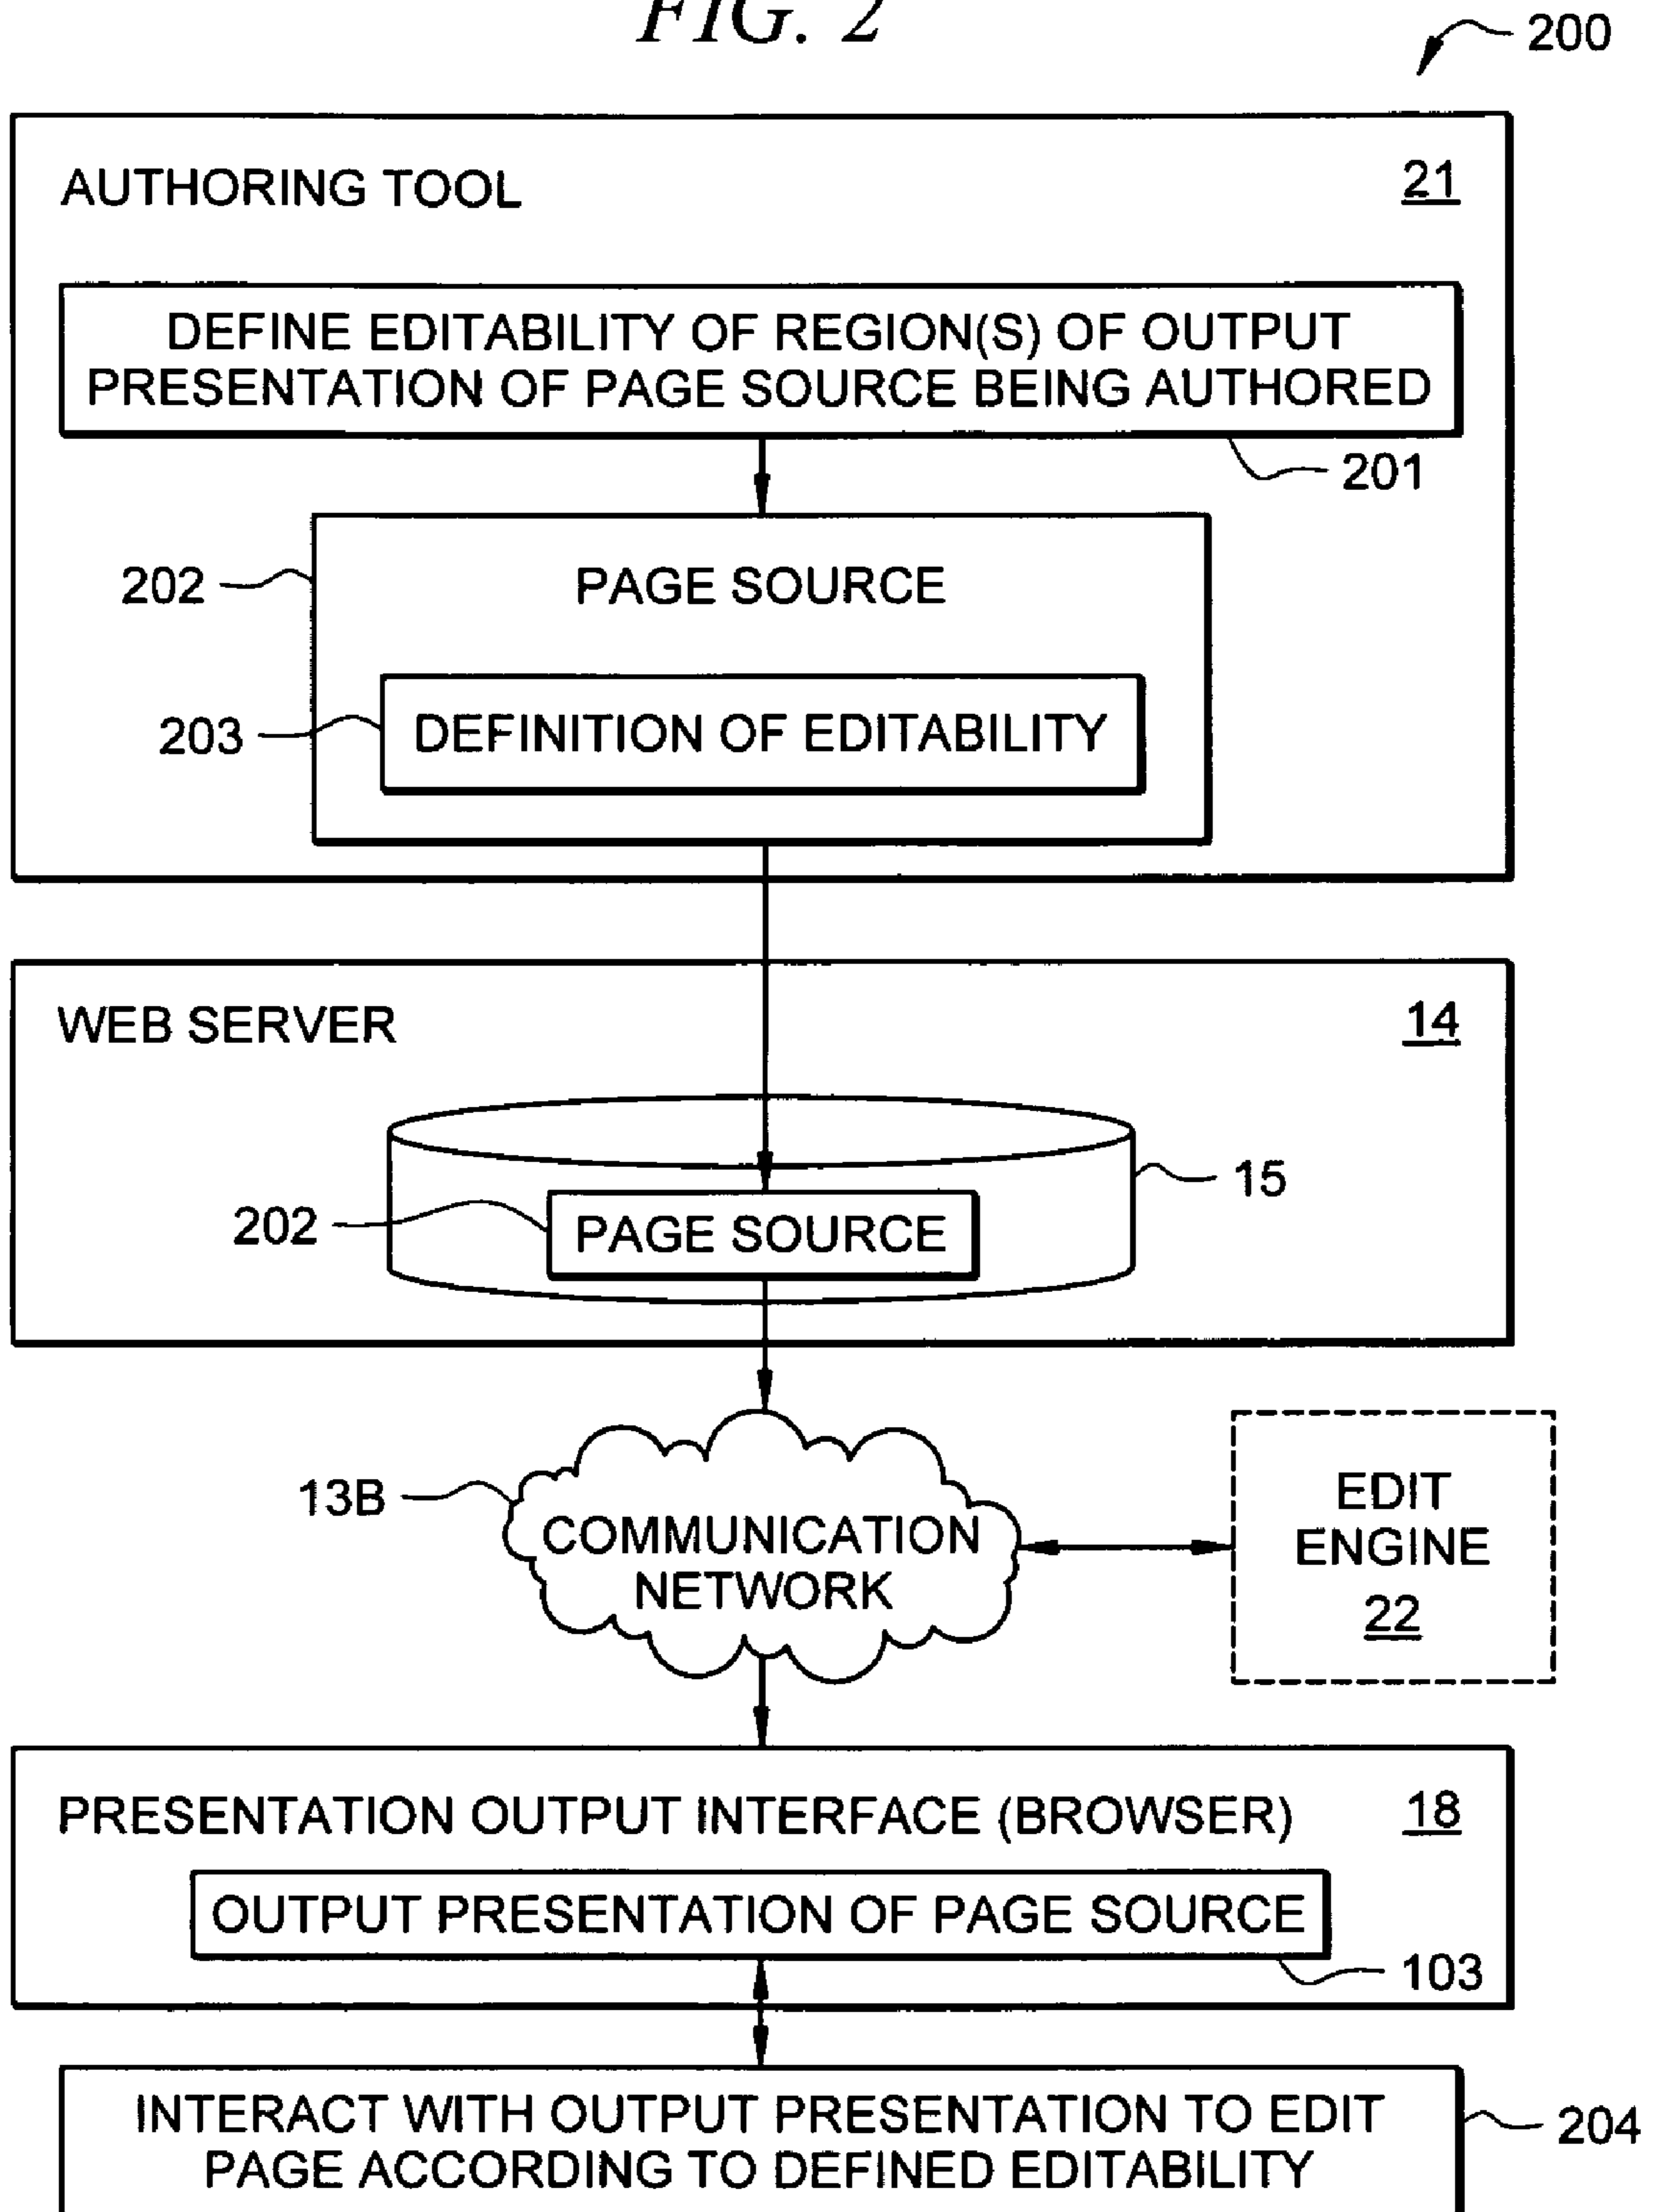 FIG. 2
200
AUTHORING TOOL
21
DEFINE EDITABILITY OF REGION(S) OF OUTPUT
PRESENTATION OF PAGE SOURCE BEING AUTHORED
201
202
PAGE SOURCE
203
DEFINITION OF EDITABILITY
WEB SERVER
14
15
202
PAGE SOURCE
13B
COMMUNICATION
NETWORK
EDIT
ENGINE
22
PRESENTATION OUTPUT INTERFACE (BROWSER)
18
OUTPUT PRESENTATION OF PAGE SOURCE
103
INTERACT WITH OUTPUT PRESENTATION TO EDIT
PAGE ACCORDING TO DEFINED EDITABILITY
204